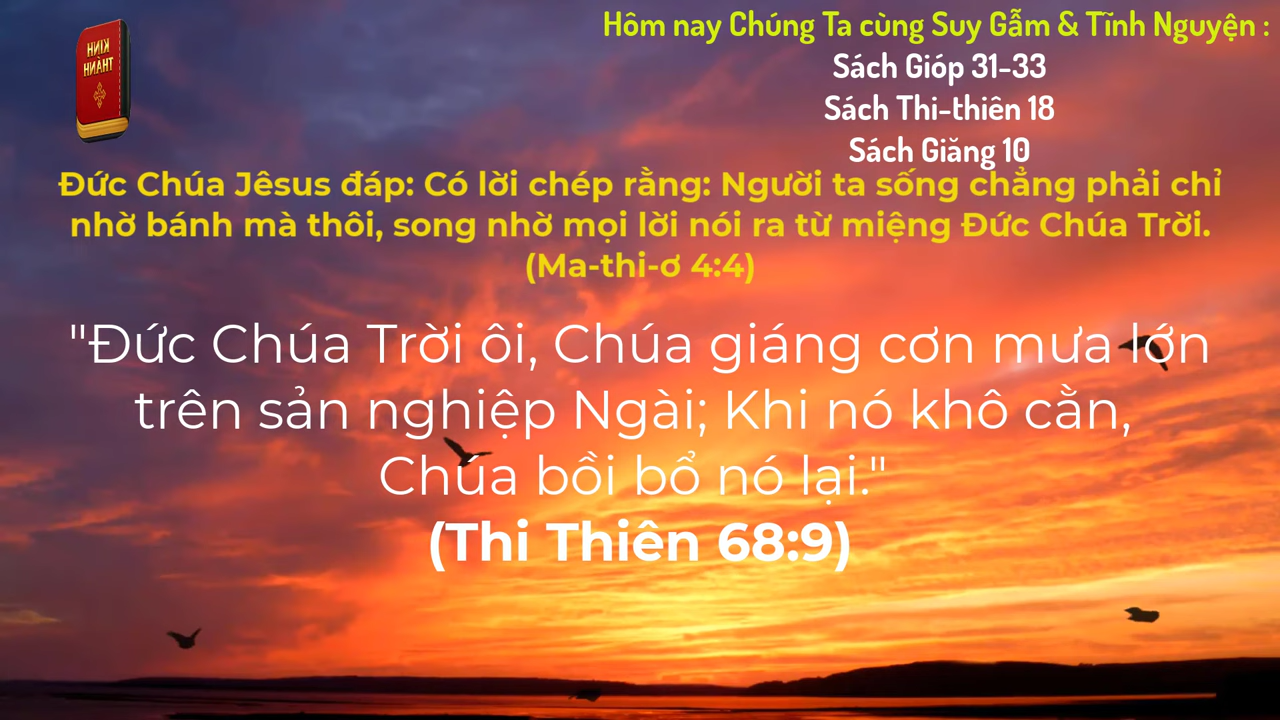 KINH
THÁNH
Hôm nay Chúng Ta cùng Suy Gẫm & Tĩnh Nguyện :
Sách Gióp 31-33
Sách Thi-thiên 18
Sách Giăng 10
Đức Chúa Jêsus đáp: Có lời chép rằng: Người ta sống chẳng phải chỉ
nhờ bánh mà thôi, song nhờ mọi lời nói ra từ miệng Đức Chúa Trời.
(Ma-thi-ơ 4:4)
"Đức Chúa Trời ôi, Chúa giáng cơn mưa lớn
trên sản nghiệp Ngài; Khi nó khô cằn,
Chúa bồi bổ nó lại."
(Thi Thiên 68:9)